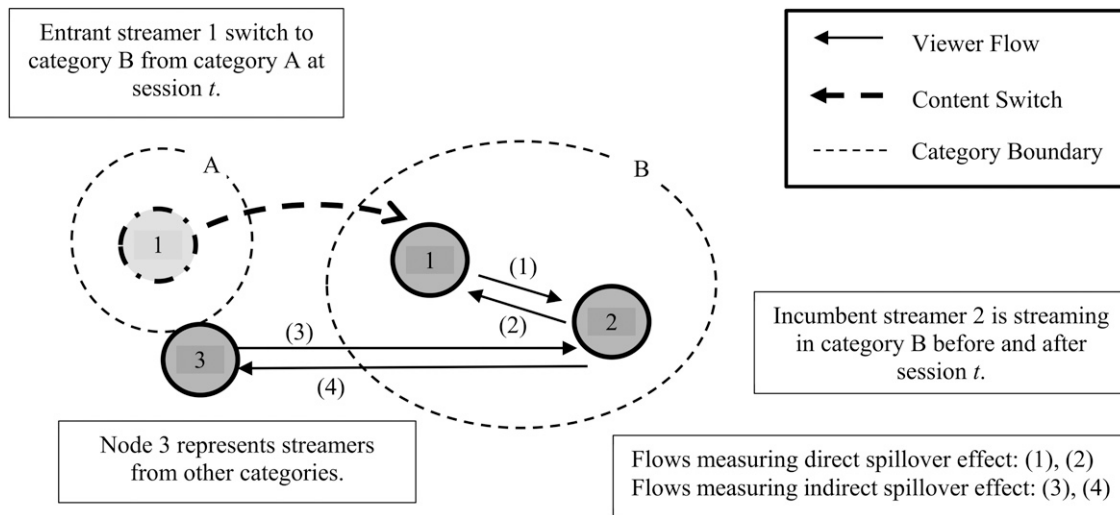 Entrant streamer 1 switch to
category B from category A at
session t.
Viewer Flow
Content Switch
Category Boundary
A
B
1
1
(1)
(2)
2
3
(3)
(4)
Incumbent streamer 2 is streaming
in category B before and after
session t.
Node 3 represents streamers
from other categories.
Flows measuring direct spillover effect: (1), (2)
Flows measuring indirect spillover effect: (3), (4)